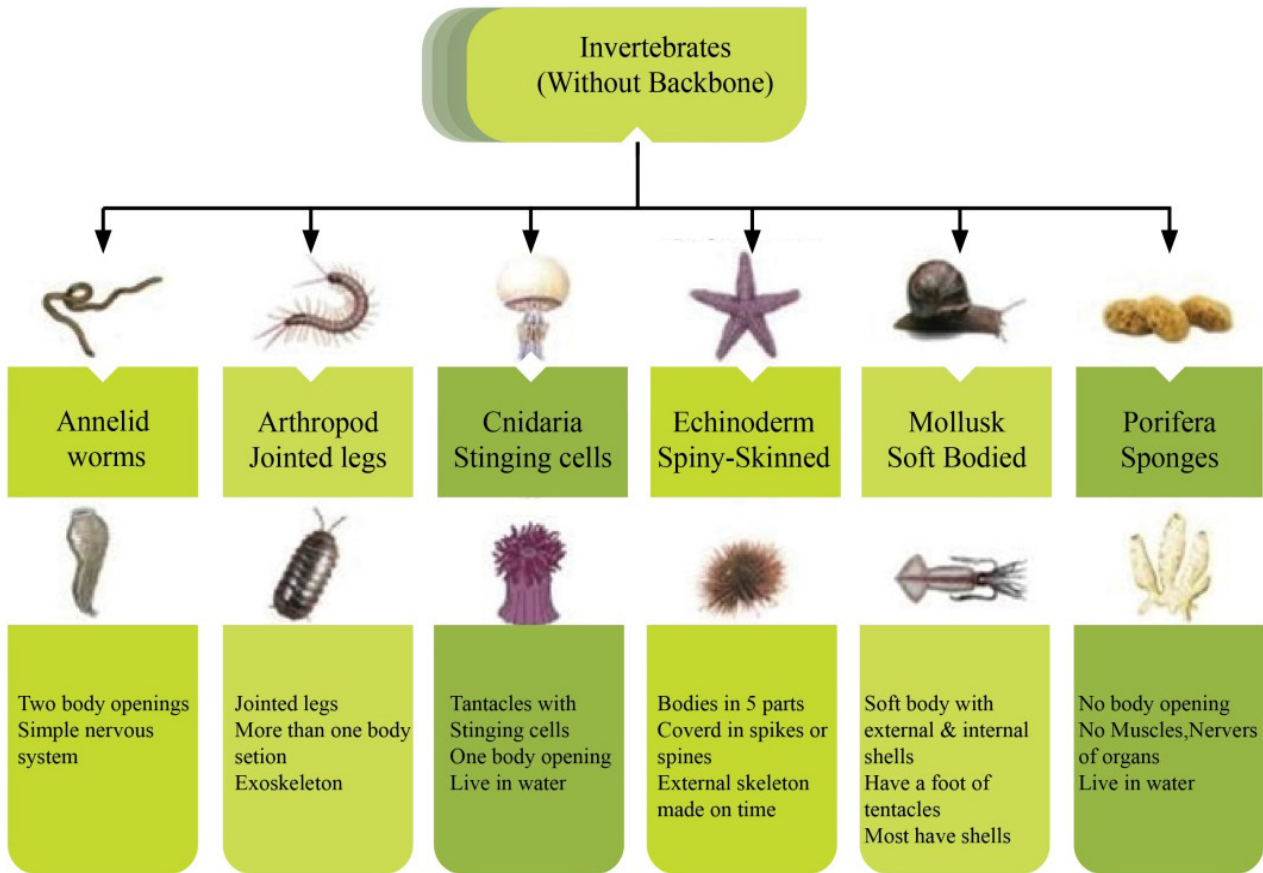 Invertebrates
(Without Backbone)
Annelid
worms
Arthropod
Jointed legs
Cnidaria
Stinging cells
Echinoderm
Spiny-Skinned
Mollusk
Soft Bodied
Porifera
Sponges
Two body openings
Simple nervous
system
Jointed legs
More than one body
setion
Exoskeleton
Tantacles with
Stinging cells
One body opening
Live in water
Bodies in 5 parts
Coverd in spikes or
spines
External skeleton
made on time
Soft body with
external & internal
shells
Have a foot of
tentacles
Most have shells
No body opening
No Muscles,Nervers
of organs
Live in water